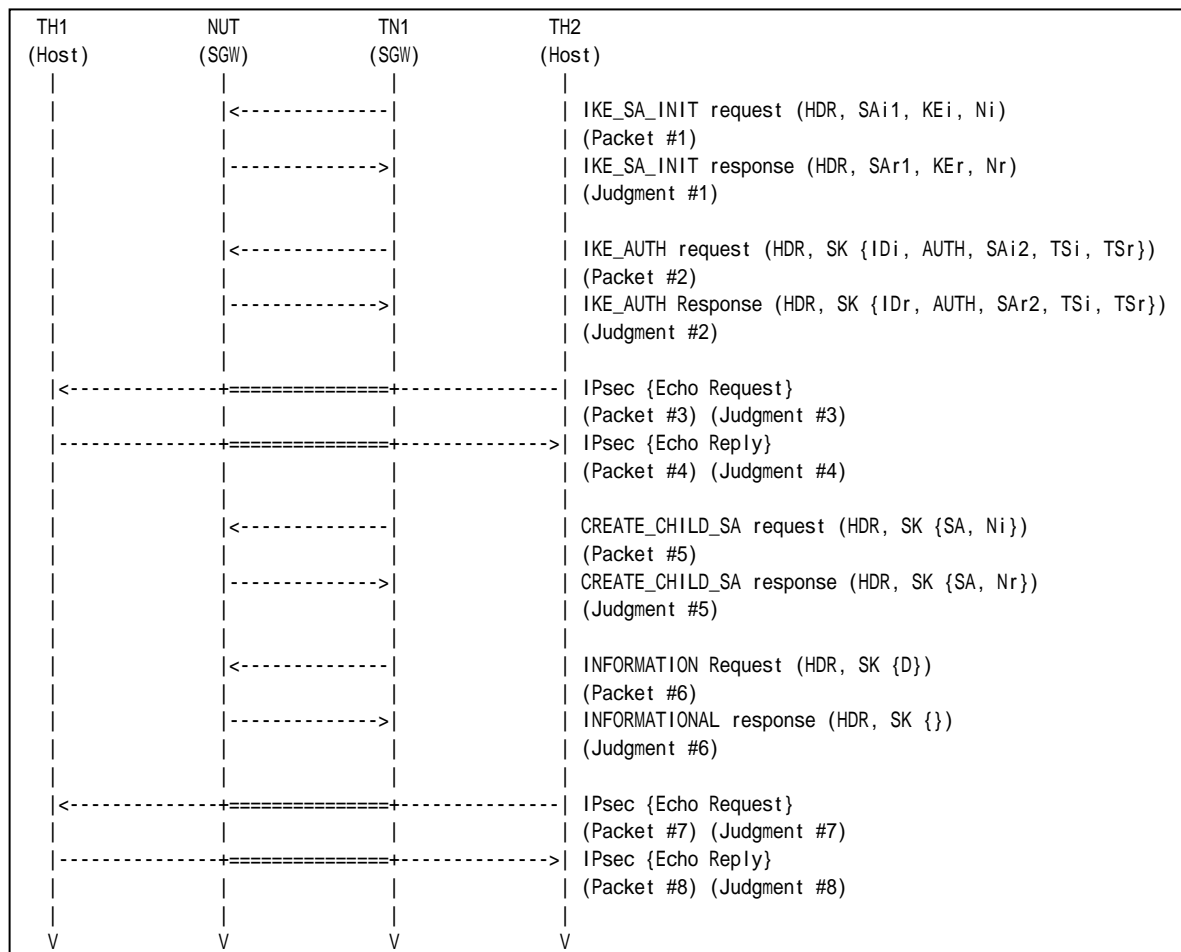 TH1 NUT TN1 TH2
(Host) (SGW) (SGW) (Host)
| | | |
| |<--------------| | IKE_SA_INIT request (HDR, SAi1, KEi, Ni)
| | | | (Packet #1)
| |-------------->| | IKE_SA_INIT response (HDR, SAr1, KEr, Nr)
| | | | (Judgment #1)
| | | |
| |<--------------| | IKE_AUTH request (HDR, SK {IDi, AUTH, SAi2, TSi, TSr})
| | | | (Packet #2)
| |-------------->| | IKE_AUTH Response (HDR, SK {IDr, AUTH, SAr2, TSi, TSr})
| | | | (Judgment #2)
| | | |
|<--------------+===============+---------------| IPsec {Echo Request}
| | | | (Packet #3) (Judgment #3)
|---------------+===============+-------------->| IPsec {Echo Reply}
| | | | (Packet #4) (Judgment #4)
| | | |
| |<--------------| | CREATE_CHILD_SA request (HDR, SK {SA, Ni})
| | | | (Packet #5)
| |-------------->| | CREATE_CHILD_SA response (HDR, SK {SA, Nr})
| | | | (Judgment #5)
| | | |
| |<--------------| | INFORMATION Request (HDR, SK {D})
| | | | (Packet #6)
| |-------------->| | INFORMATIONAL response (HDR, SK {})
| | | | (Judgment #6)
| | | |
|<--------------+===============+---------------| IPsec {Echo Request}
| | | | (Packet #7) (Judgment #7)
|---------------+===============+-------------->| IPsec {Echo Reply}
| | | | (Packet #8) (Judgment #8)
| | | |
V V V V